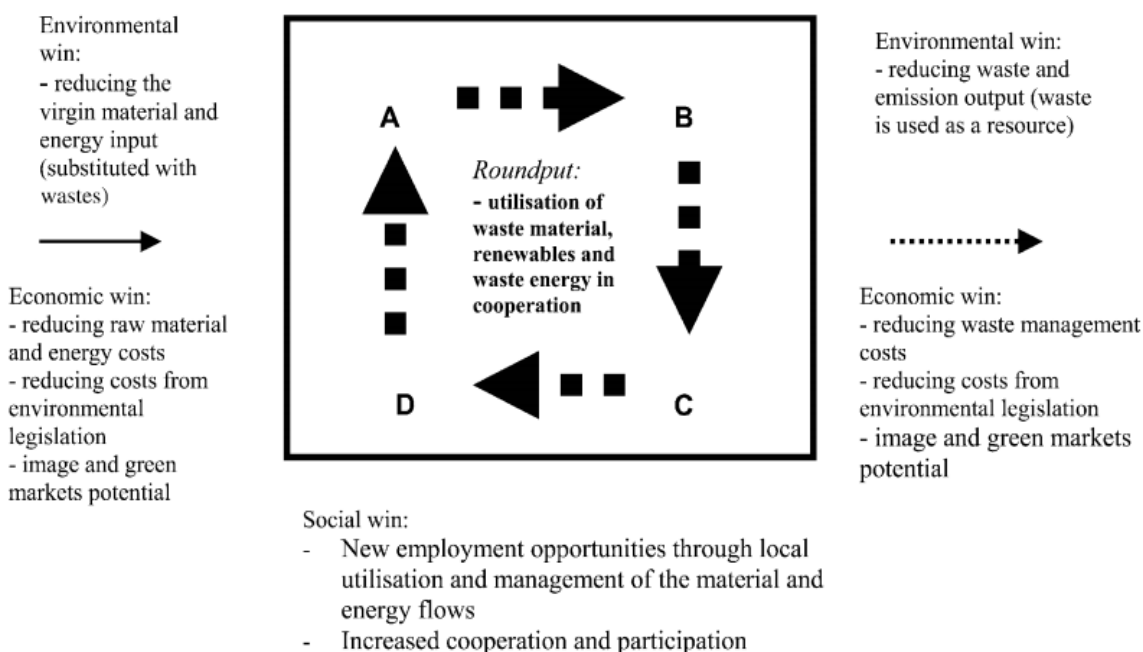 Environmental
win:
- reducing the
virgin material and
energy input
(substituted with
wastes)
Economic win:
- reducing raw material
and energy costs
- reducing costs from
environmental
legislation
- image and green
markets potential
A
B
Roundput:
- utilisation of
waste material,
renewables and
waste energy in
cooperation
D
C
Environmental win:
- reducing waste and
emission output (waste
is used as a resource)
Economic win:
- reducing waste management
costs
- reducing costs from
environmental legislation
- image and green markets
potential
Social win:
- New employment opportunities through local
utilisation and management of the material and
energy flows
- Increased cooperation and participation